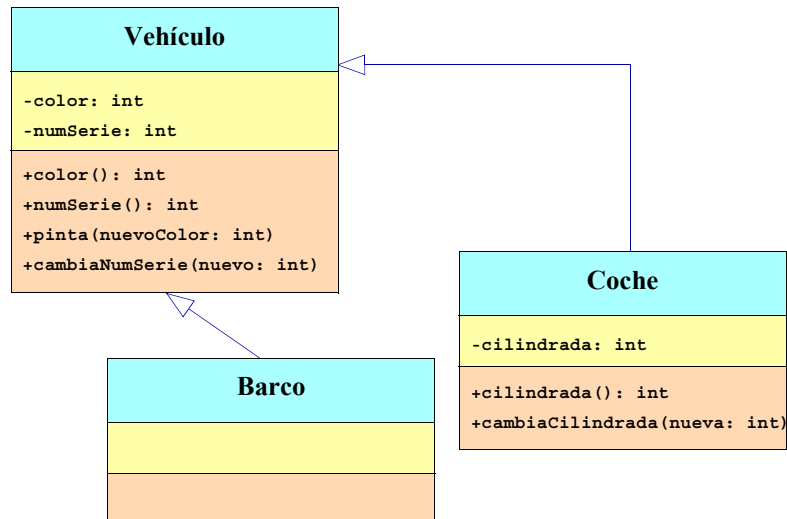 Vehículo
-color: int
-numSerie: int
+color(): int
+numSerie(): int
+pinta(nuevoColor: int)
+cambiaNumSerie(nuevo: int)
Coche
-cilindrada: int
+cilindrada(): int
+cambiaCilindrada(nueva: int)
Barco